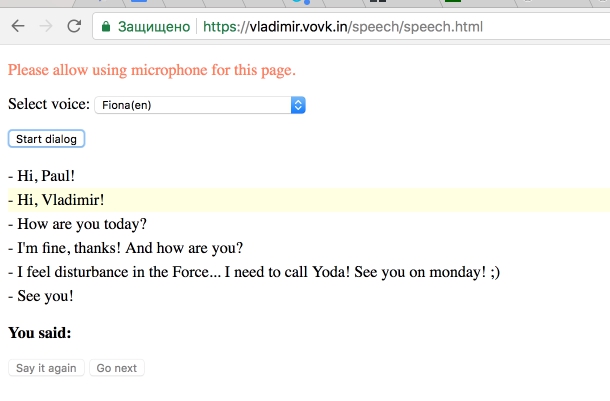 Защищено https://vladimir.vovk.in/speech/speech.html
Please allow using microphone for this page.
Select voice: Fiona(en)
Start dialog
- Hi, Paul!
- Hi, Vladimir!
- How are you today?
- I'm fine, thanks! And how are you?
- I feel disturbance in the Force... I need to call Yoda! See you on monday! ;)
- See you!
You said:
Say it again Go next